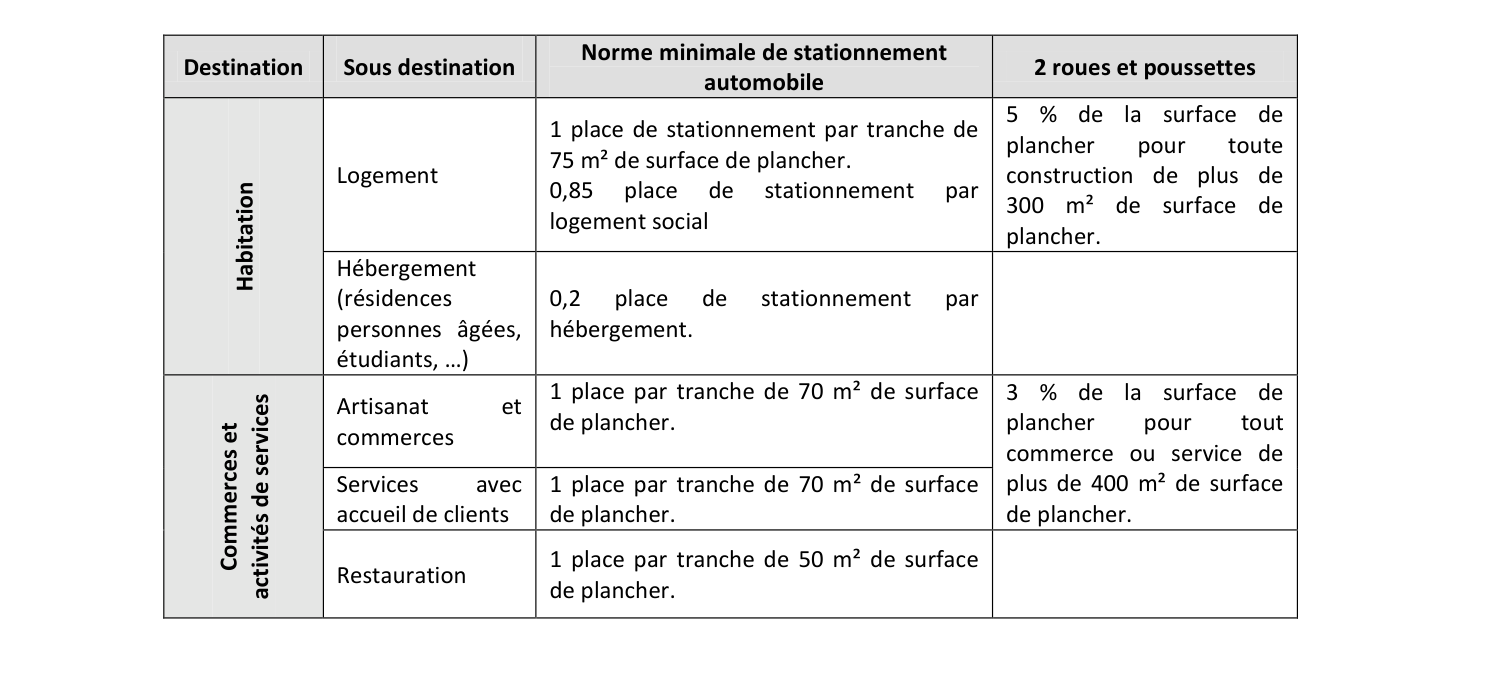 Destination
Sous destination
Norme minimale de stationnement
automobile
2 roues et poussettes
Habitation
Logement
1 place de stationnement par tranche de
75 m² de surface de plancher.
0,85 place de stationnement par
logement social
5 % de la surface de
plancher pour toute
construction de plus de
300 m² de surface de
plancher.
Hébergement
(résidences
personnes âgées,
étudiants, …)
0,2 place de stationnement par
hébergement.
Commerces et
activités de services
Artisanat et
commerces
1 place par tranche de 70 m² de surface
de plancher.
3 % de la surface de
plancher pour tout
commerce ou service de
plus de 400 m² de surface
de plancher.
Services avec
accueil de clients
1 place par tranche de 70 m² de surface
de plancher.
Restauration
1 place par tranche de 50 m² de surface
de plancher.